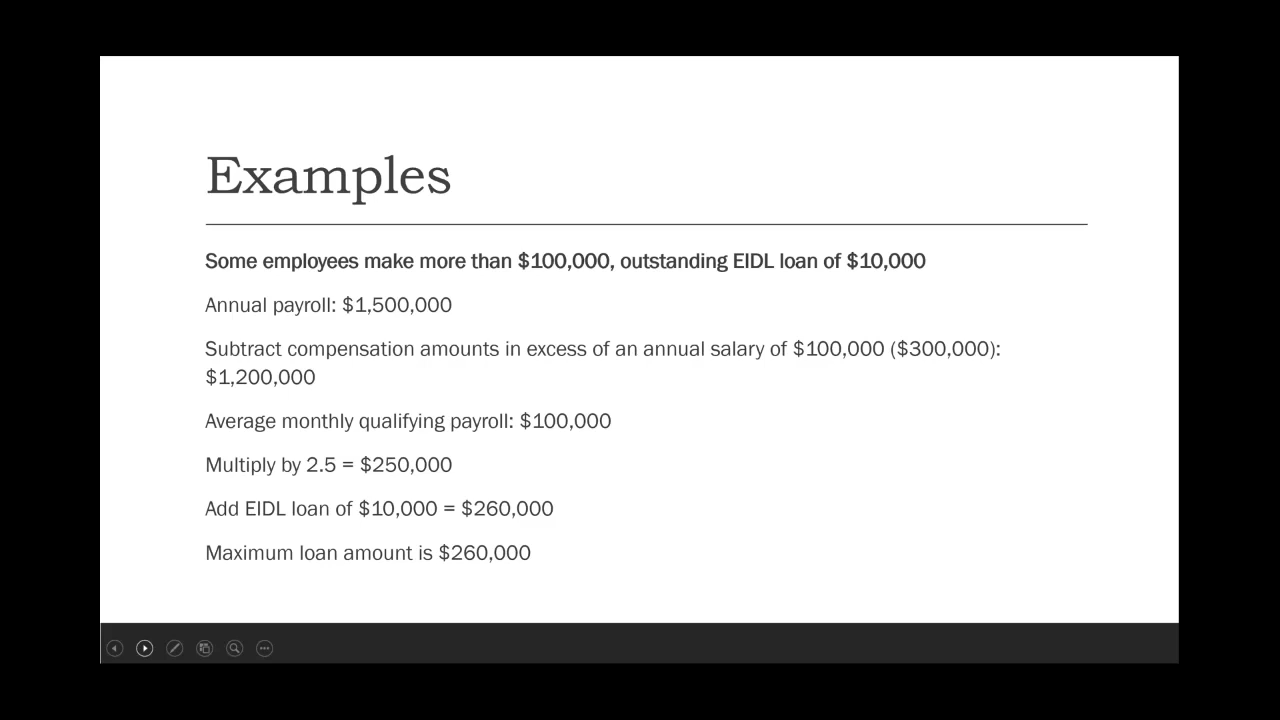 Examples
Some employees make more than $100,000, outstanding EIDL loan of $10,000
Annual payroll: $1,500,000
Subtract compensation amounts in excess of an annual salary of $100,000 ($300,000):
$1,200,000
Average monthly qualifying payroll: $100,000
Multiply by 2.5 = $250,000
Add EIDL loan of $10,000 = $260,000
Maximum loan amount is $260,000